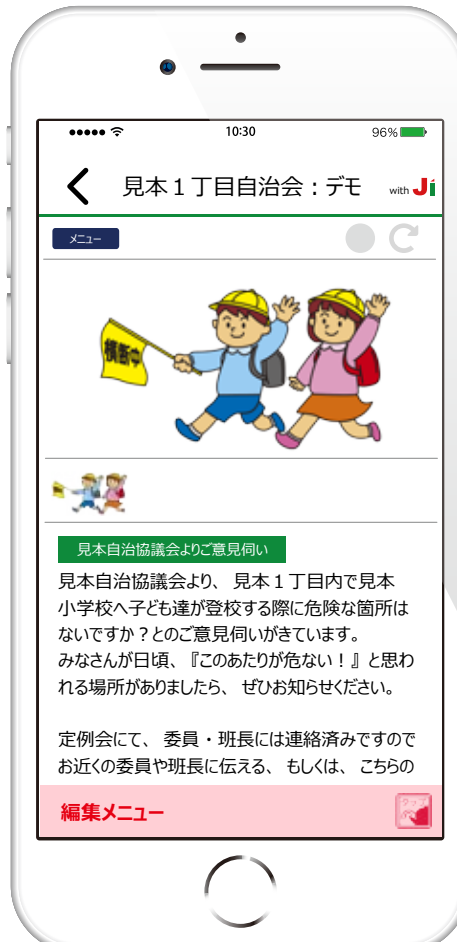 10:30
96%
見本１丁目自治会：デモ with Jí
メニュー
横断中
見本自治協議会よりご意見伺い
見本自治協議会より、見本１丁目内で見本
小学校へ子ども達が登校する際に危険な箇所は
ないですか？とのご意見伺いがきています。
みなさんが日頃、『このあたりが危ない！』と思わ
れる場所がありましたら、ぜひお知らせください。
定例会にて、委員・班長には連絡済みですので
お近くの委員や班長に伝える、もしくは、こちらの
編集メニュー